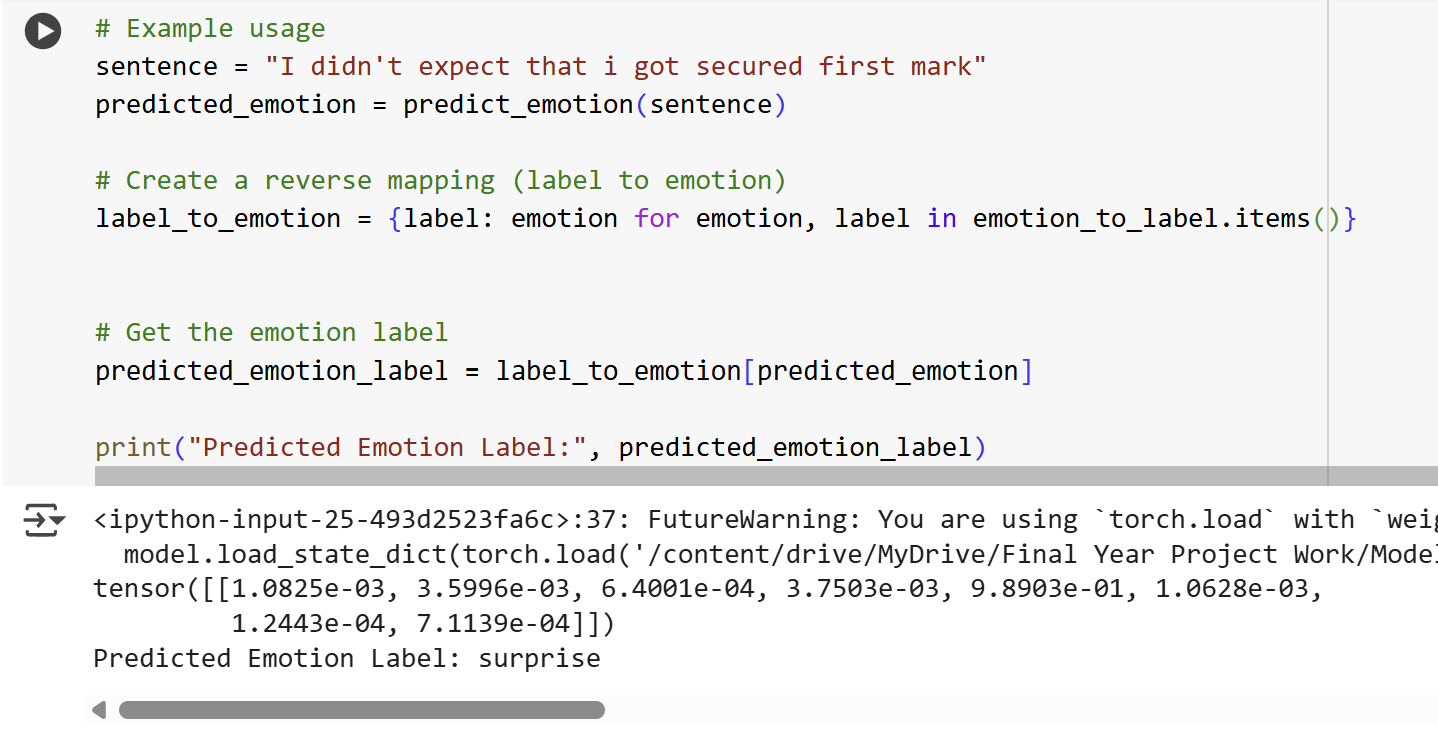 # Example usage
sentence = "I didn't expect that i got secured first mark"
predicted_emotion = predict_emotion(sentence)
# Create a reverse mapping (label to emotion)
label_to_emotion = {label: emotion for emotion, label in emotion_to_label.items()}
# Get the emotion label
predicted_emotion_label = label_to_emotion[predicted_emotion]
print("Predicted Emotion Label:", predicted_emotion_label)
<ipython-input-25-493d2523fa6c>:37: FutureWarning: You are using `torch.load` with
model.load_state_dict(torch.load('/content/drive/MyDrive/Final Year Project Work/
tensor([[1.0825e-03, 3.5996e-03, 6.4001e-04, 3.7503e-03, 9.8903e-01, 1.0628e-03,
1.2443e-04, 7.1139e-04]])
Predicted Emotion Label: surprise